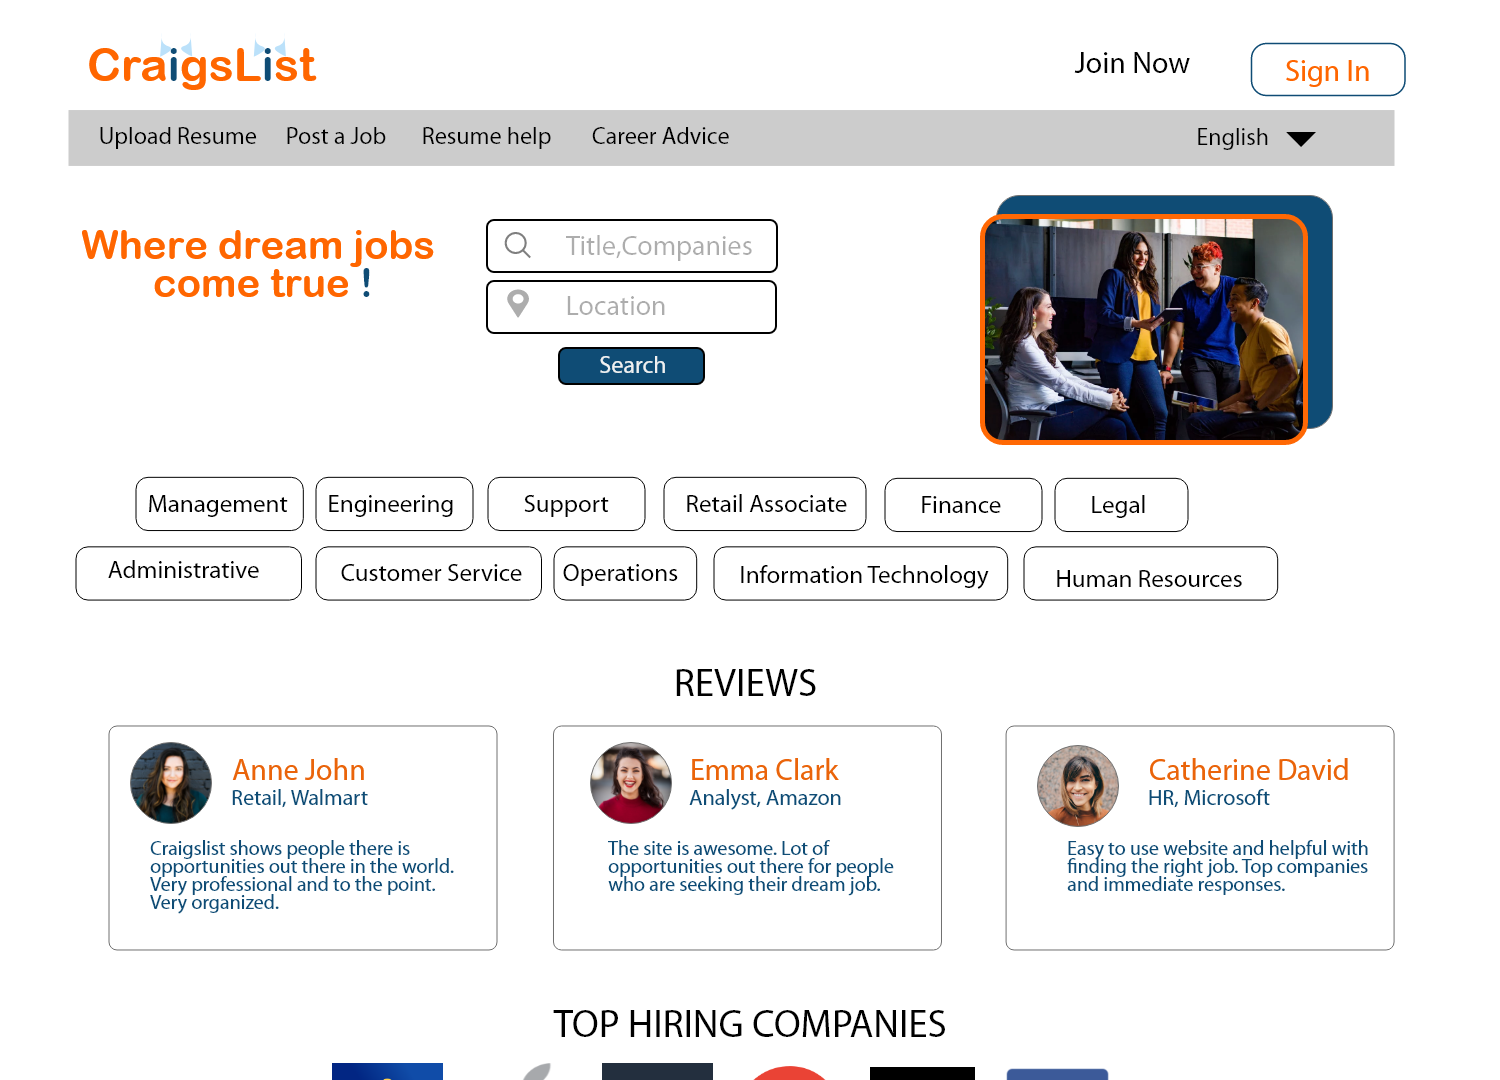 CraigsList
Join Now
Sign In
Upload Resume
Post a Job
Resume help
Career Advice
English
Where dream jobs
come true !
Title,Companies
Location
Search
Management
Engineering
Support
Retail Associate
Finance
Legal
Administrative
Customer Service
Operations
Information Technology
Human Resources
REVIEWS
Anne John
Retail, Walmart
Craigslist shows people there is
opportunities out there in the world.
Very professional and to the point.
Very organized.
Emma Clark
Analyst, Amazon
The site is awesome. Lot of
opportunities out there for people
who are seeking their dream job.
Catherine David
HR, Microsoft
Easy to use website and helpful with
finding the right job. Top companies
and immediate responses.
TOP HIRING COMPANIES